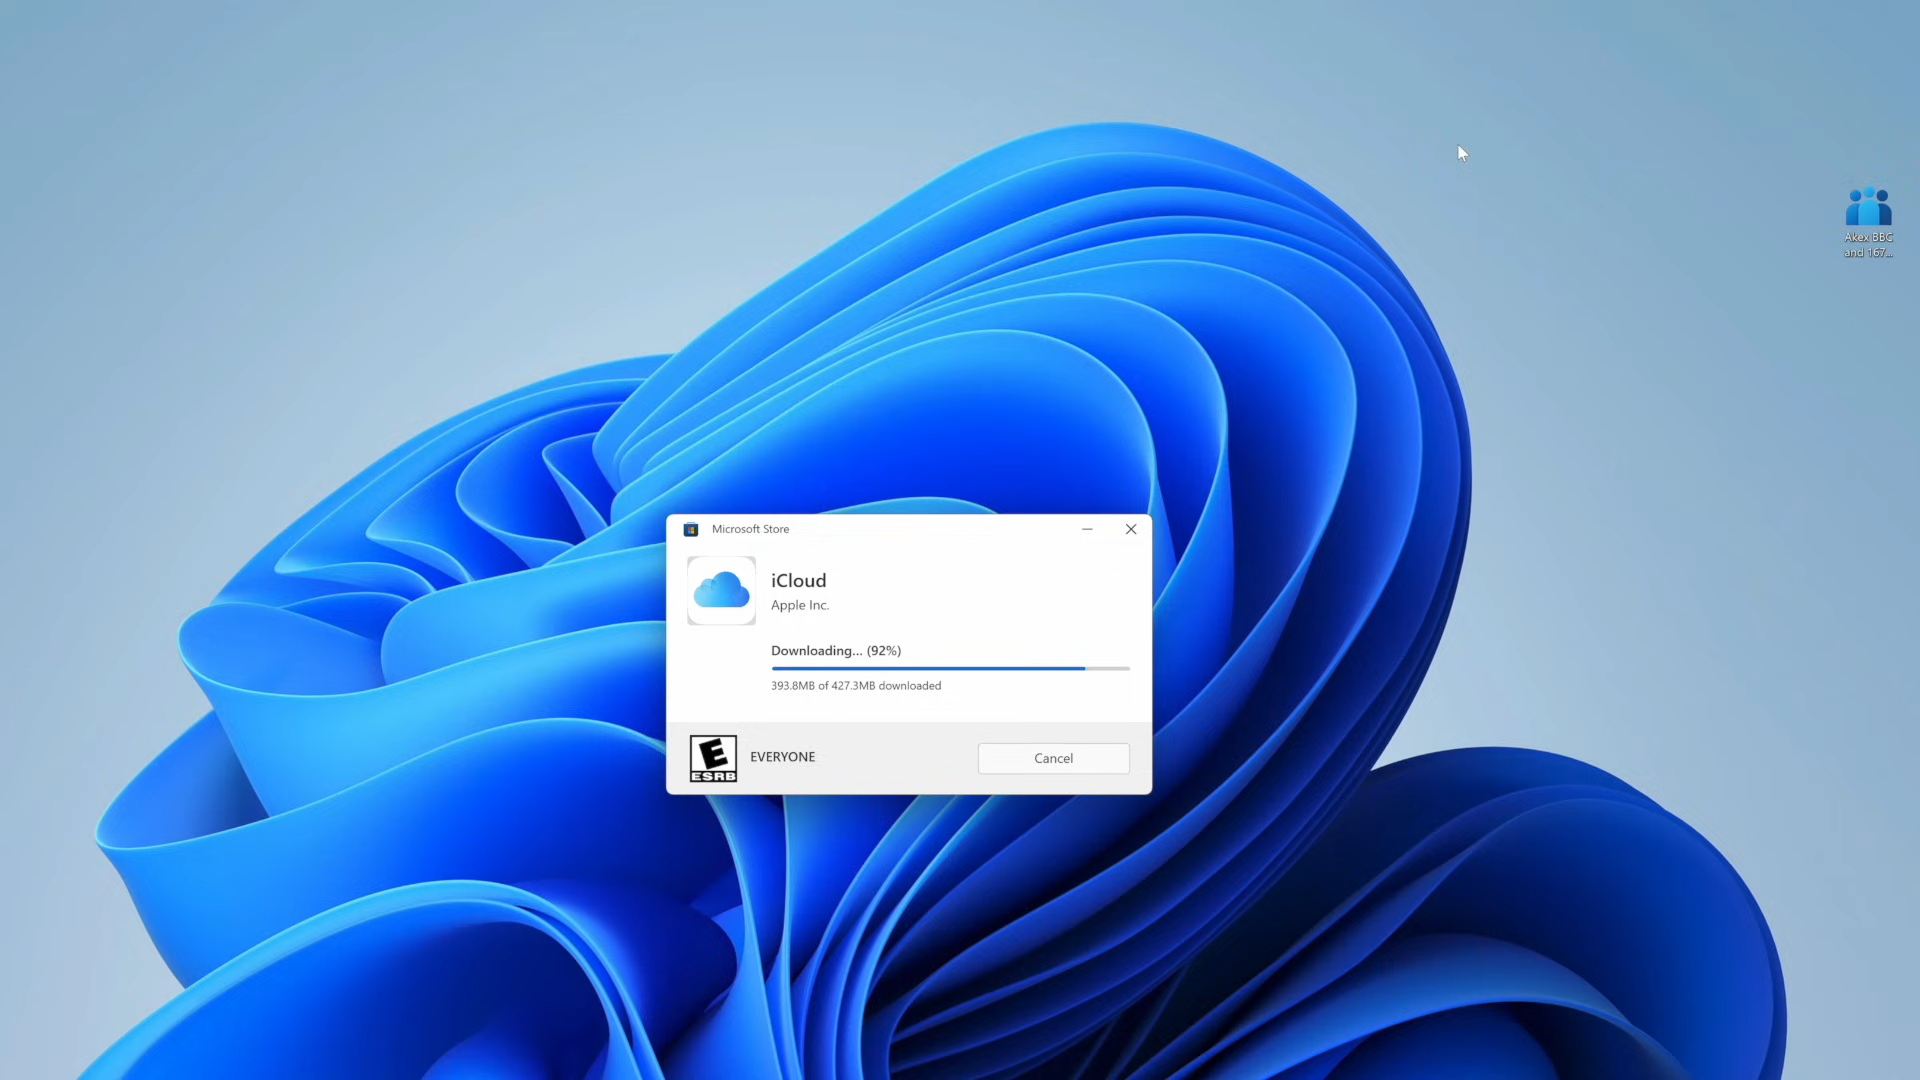 Akex BBC
and 167...
Microsoft Store
iCloud
Apple Inc.
Downloading... (92%)
393.8MB of 427.3MB downloaded
E
ESRB
EVERYONE
Cancel